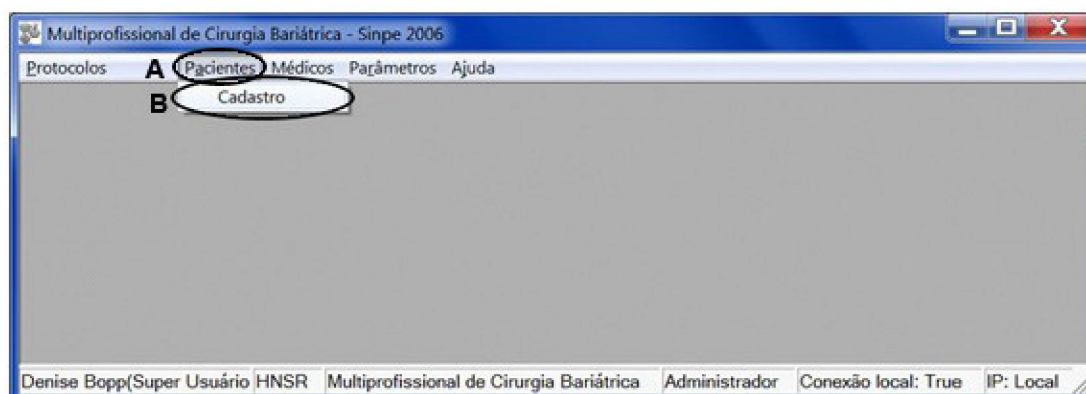 Multiprofissional de Cirurgia Bariátrica - Sinpe 2006
Protocolos A Pacientes Médicos Parâmetros Ajuda
B Cadastro
Denise Bopp(Super Usuário HNSR Multiprofissional de Cirurgia Bariátrica Administrador Conexão local: True IP: Local